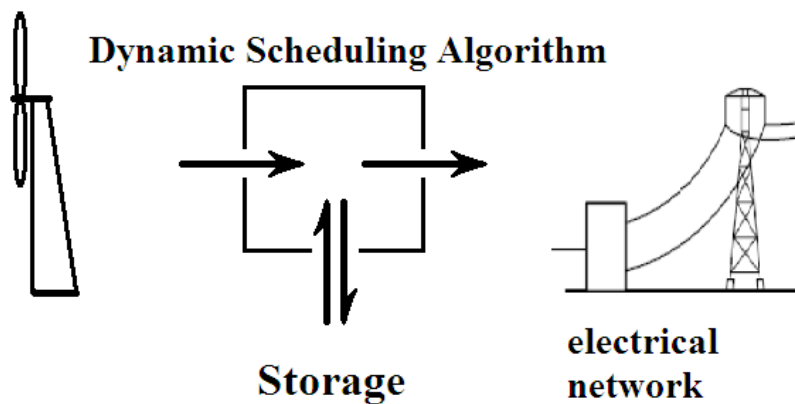 Dynamic Scheduling Algorithm
Storage
electrical
network